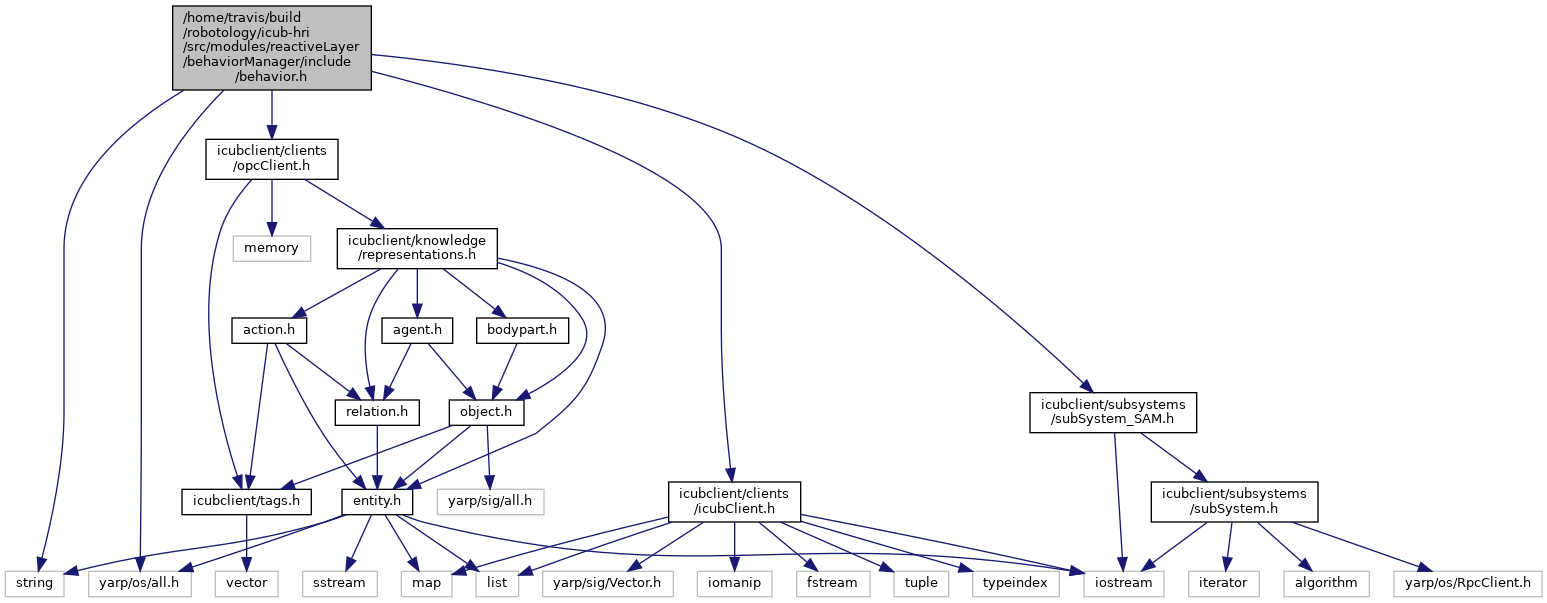 /home/travis/build
/robotology/icub-hri
/src/modules/reactiveLayer
/behaviorManager/include
/behavior.h
icubclient/clients
/opcClient.h
memory
icubclient/knowledge
/representations.h
action.h
agent.h
bodypart.h
relation.h
object.h
icubclient/subsystems
/subSystem_SAM.h
icubclient/tags.h
entity.h
yarp/sig/all.h
icubclient/clients
/icubClient.h
icubclient/subsystems
/subSystem.h
string
yarp/os/all.h
vector
sstream
map
list
yarp/sig/Vector.h
iomanip
fstream
tuple
typeindex
iostream
iterator
algorithm
yarp/os/RpcClient.h